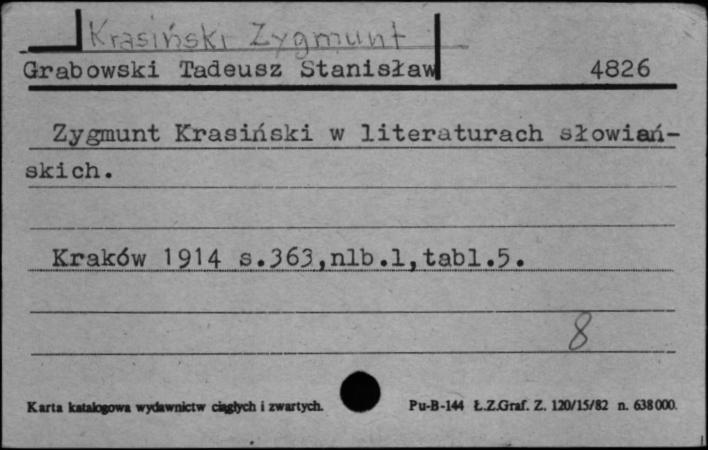 Krasiński Zygmunt
Grabowski Tadeusz Stanisław 4826
Zygmunt Krasiński w literaturach słowiań-
skich.
Kraków 1914 s.363,nlb.1,tabl.5.
8
Karta katalogowa wydawnictw ciągłych i zwartych. Pu-B-144 Ł.Z.Graf. Z. 120/15/82 n. 638000.